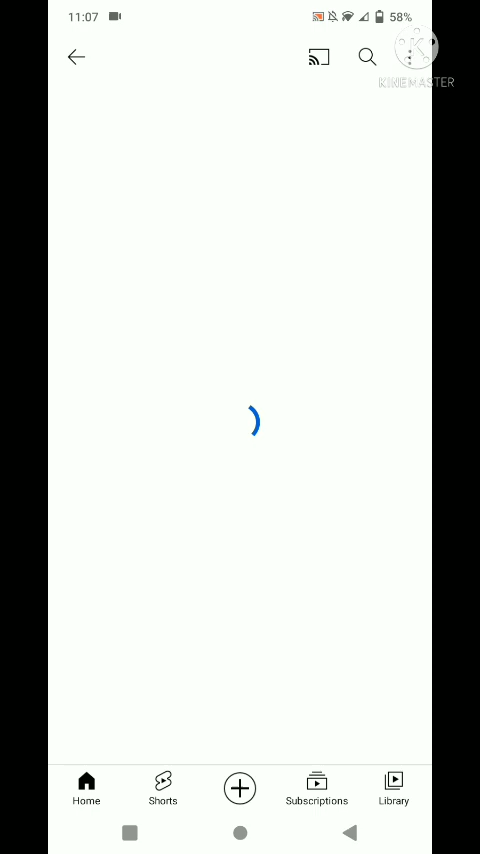 11:07
58%
KINEMASTER
Home
Shorts
Subscriptions
Library